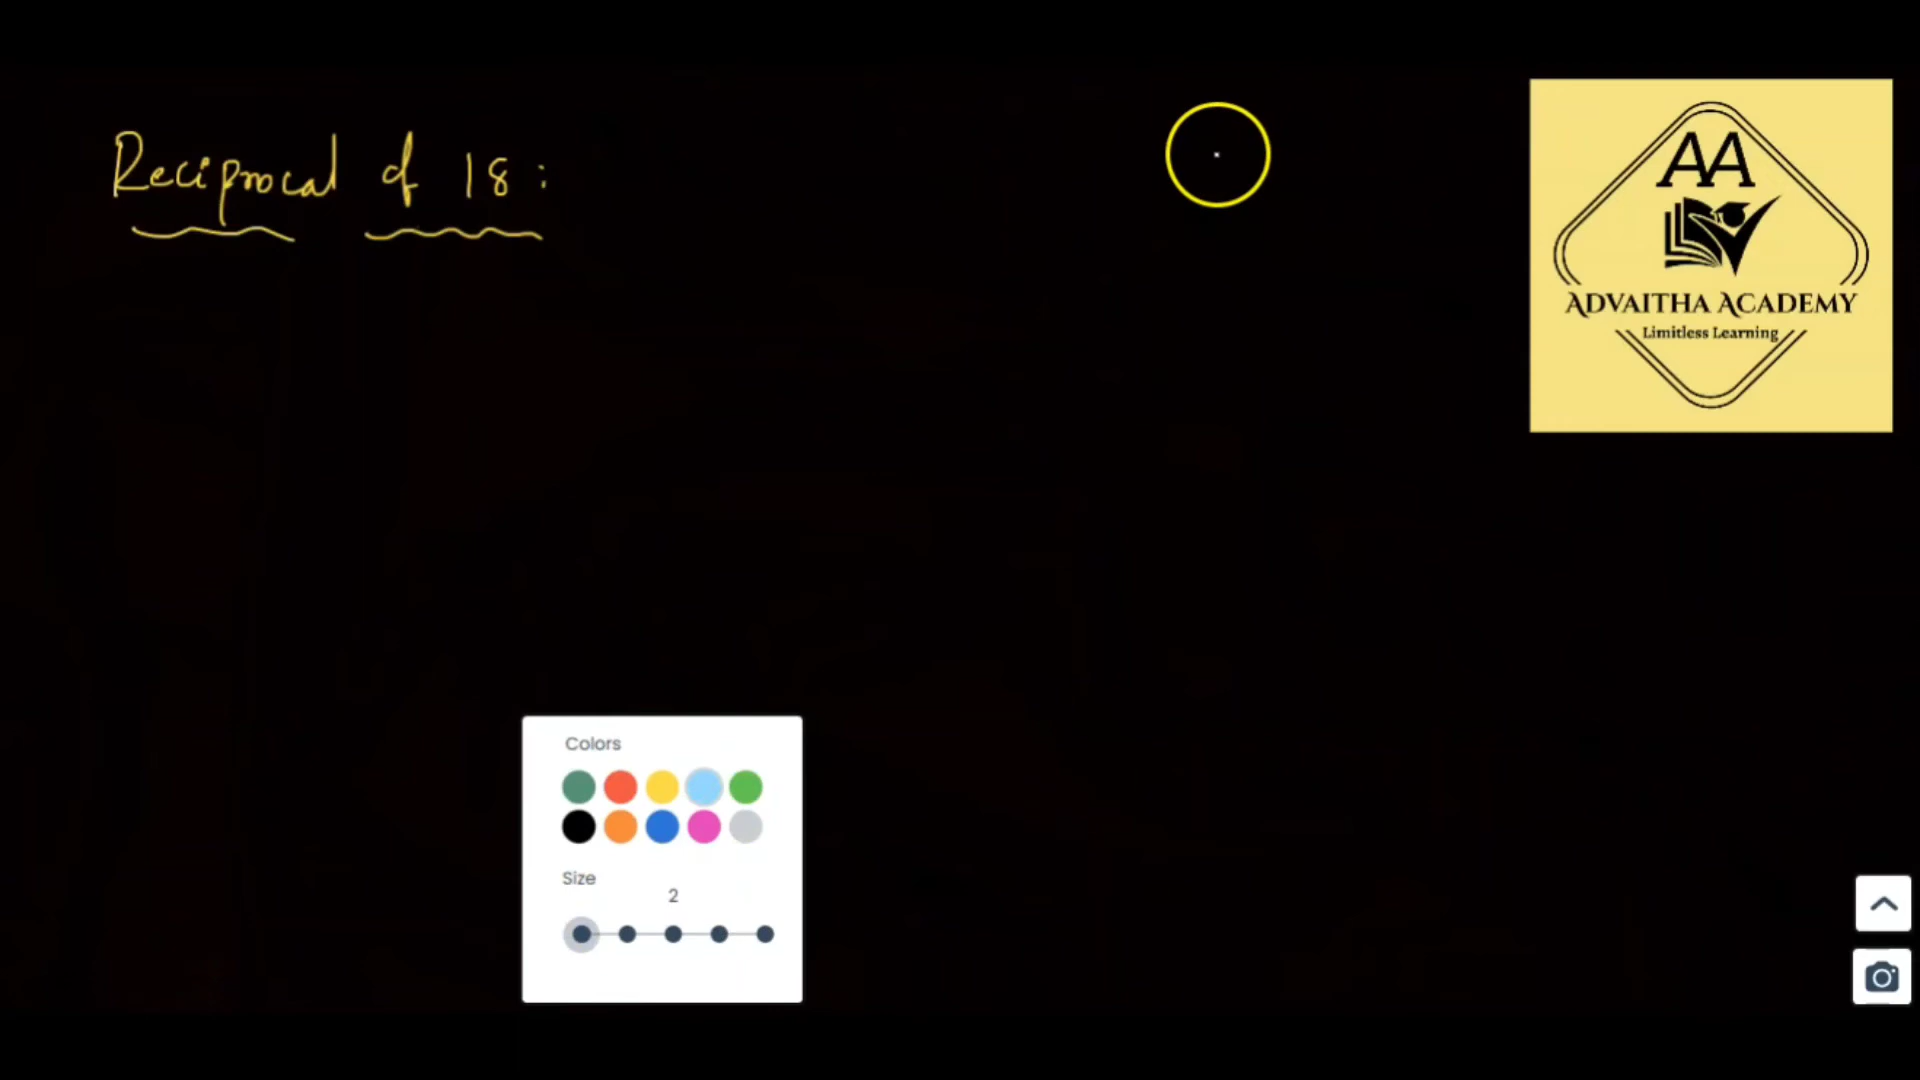 Reciprocal of 18:
AA
ADVAITHA ACADEMY
Limitless Learning
Colors
Size
2